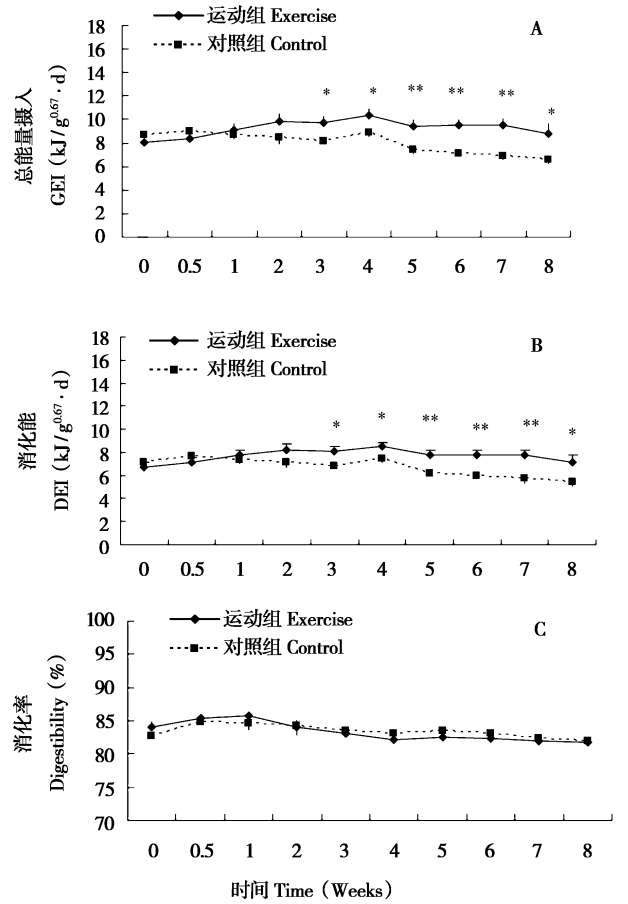 运动组 Exercise
对照组 Control
A
18
16
14
12
10
8
6
4
2
0
总能量摄入
GEI（kJ/g0.67·d）
* * ** ** ** *
0 0.5 1 2 3 4 5 6 7 8
运动组 Exercise
对照组 Control
B
18
16
14
12
10
8
6
4
2
0
消化能
DEI（kJ/g0.67·d）
* * ** ** ** *
0 0.5 1 2 3 4 5 6 7 8
运动组 Exercise
对照组 Control
C
100
95
90
85
80
75
70
消化率
Digestibility（%）
0 0.5 1 2 3 4 5 6 7 8
时间 Time（Weeks）